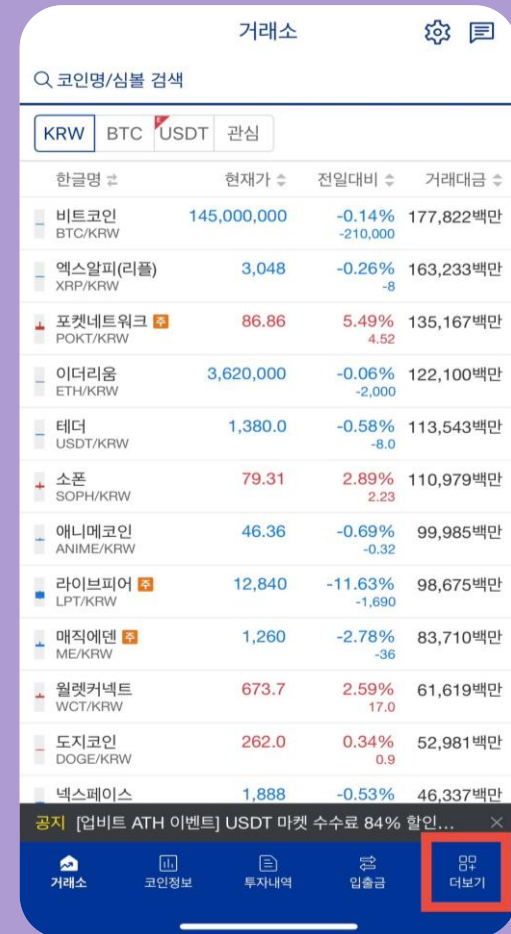 거래소
코인명/심볼 검색
KRW BTC USDT 관심
한글명 현재가 전일대비 거래대금
비트코인 145,000,000 -0.14% 177,822백만
BTC/KRW -210,000
엑스알피(리플) 3,048 -0.26% 163,233백만
XRP/KRW -8
포켓네트워크 주 86.86 5.49% 135,167백만
POKT/KRW 4.52
이더리움 3,620,000 -0.06% 122,100백만
ETH/KRW -2,000
테더 1,380.0 -0.58% 113,543백만
USDT/KRW -8.0
소폰 79.31 2.89% 110,979백만
SOPH/KRW 2.23
애니메코인 46.36 -0.69% 99,985백만
ANIME/KRW -0.32
라이브피어 주 12,840 -11.63% 98,675백만
LPT/KRW -1,690
매직에덴 주 1,260 -2.78% 83,710백만
ME/KRW -36
월렛커넥트 673.7 2.59% 61,619백만
WCT/KRW 17.0
도지코인 262.0 0.34% 52,981백만
DOGE/KRW 0.9
넥스페이스 1,888 -0.53% 46,337백만
공지 [업비트 ATH 이벤트] USDT 마켓 수수료 84% 할인...
거래소 코인정보 투자내역 입출금 더보기